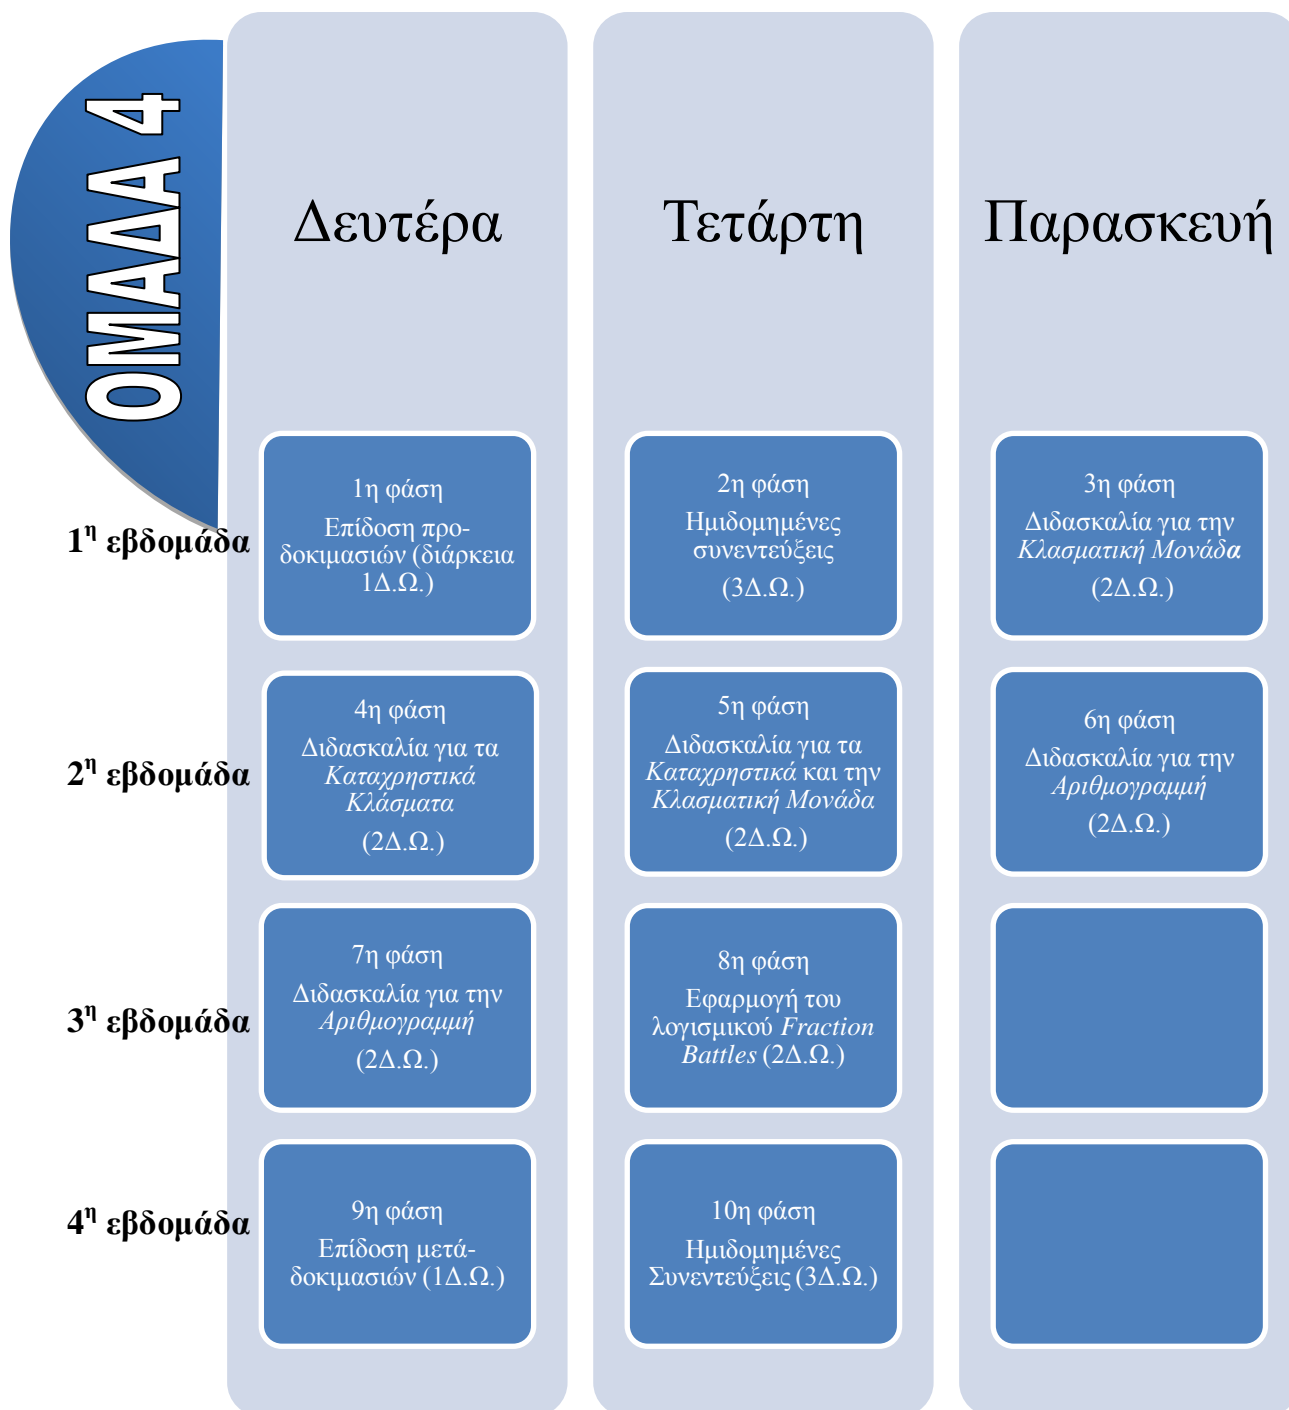 ΟΜΑΔΑ 4
Δευτέρα
Τετάρτη
Παρασκευή
1η εβδομάδα
1η φάση
Επίδοση προ-
δοκιμασιών (διάρκεια
1Δ.Ω.)
2η φάση
Ημιδομημένες
συνεντεύξεις
(3Δ.Ω.)
3η φάση
Διδασκαλία για την
Κλασματική Μονάδα
(2Δ.Ω.)
2η εβδομάδα
4η φάση
Διδασκαλία για τα
Καταχρηστικά
Κλάσματα
(2Δ.Ω.)
5η φάση
Διδασκαλία για τα
Καταχρηστικά και την
Κλασματική Μονάδα
(2Δ.Ω.)
6η φάση
Διδασκαλία για την
Αριθμογραμμή
(2Δ.Ω.)
3η εβδομάδα
7η φάση
Διδασκαλία για την
Αριθμογραμμή
(2Δ.Ω.)
8η φάση
Εφαρμογή του
λογισμικού Fraction
Battles (2Δ.Ω.)
4η εβδομάδα
9η φάση
Επίδοση μετά-
δοκιμασιών (1Δ.Ω.)
10η φάση
Ημιδομημένες
Συνεντεύξεις (3Δ.Ω.)